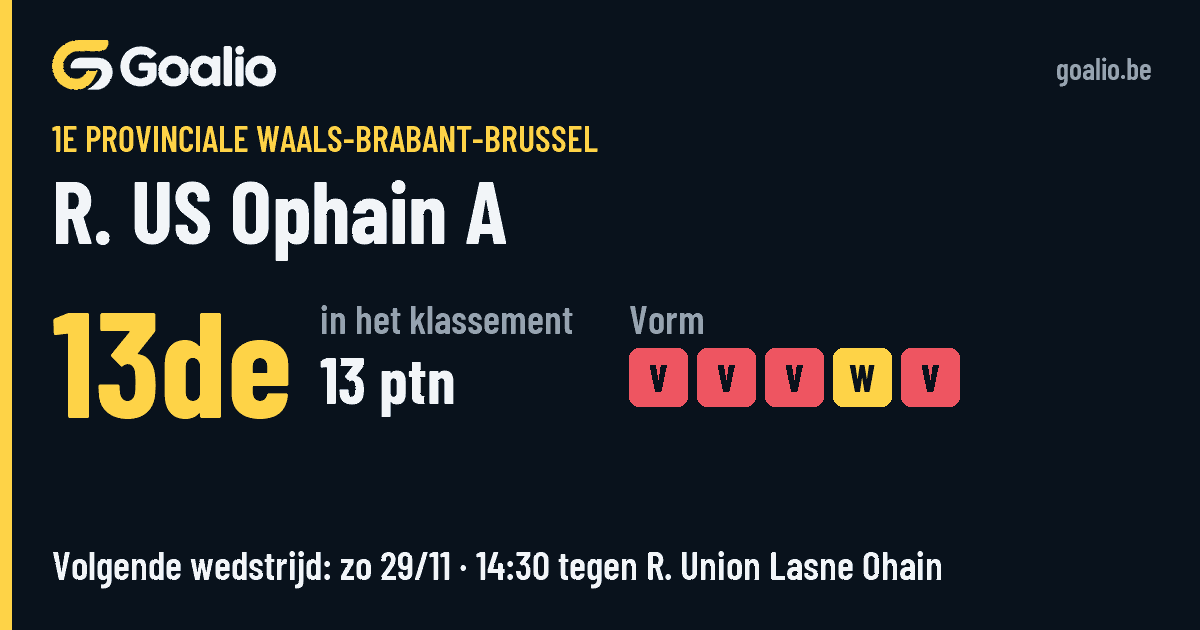 Goalio
goalio.be
1E PROVINCIALE WAALS-BRABANT-BRUSSEL
R. US Ophain A
13de
in het klassement
13 ptn
Vorm
V V V W V
Volgende wedstrijd: zo 29/11 · 14:30 tegen R. Union Lasne Ohain